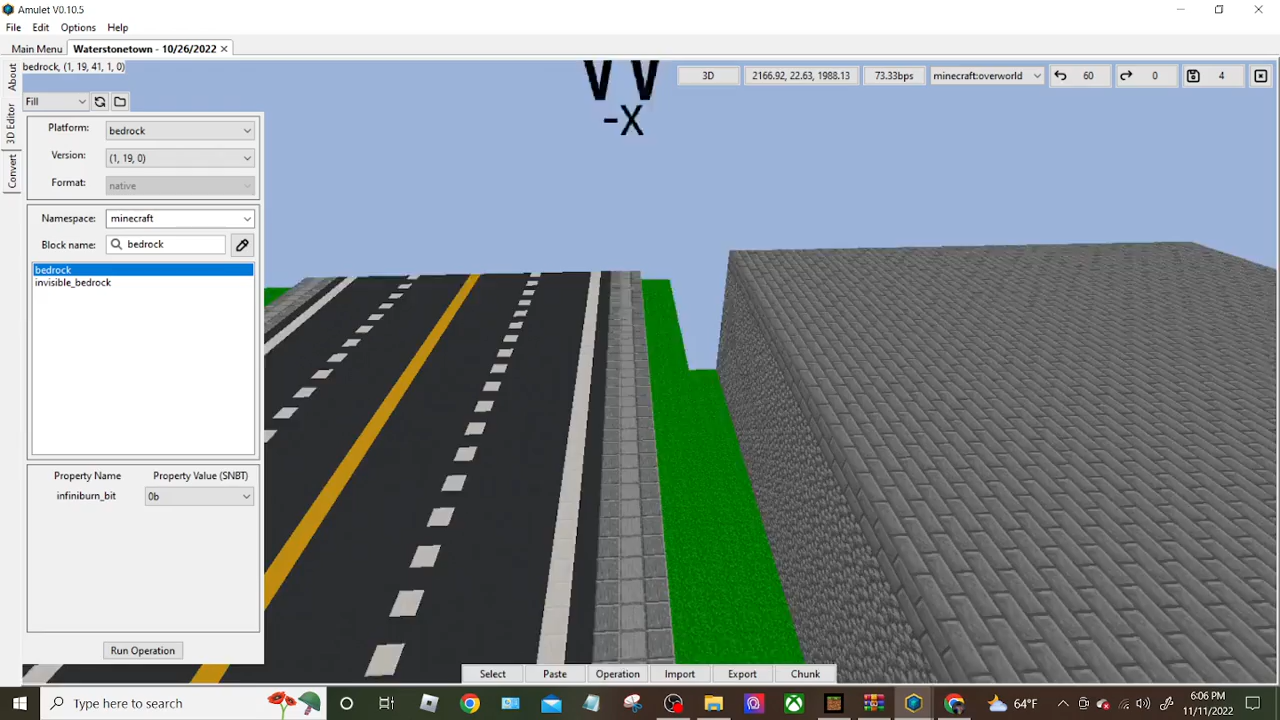 Amulet V0.10.5
File Edit Options Help
Main Menu Waterstonetown - 10/26/2022
bedrock, (1, 19, 41, 1, 0)
VV
-X
3D 2166.92, 22.63, 1988.13 73.33bps minecraft:overworld 60 0 4
About
3D Editor
Convert
Fill
Platform: bedrock
Version: (1, 19, 0)
Format: native
Namespace: minecraft
Block name: bedrock
bedrock
invisible_bedrock
Property Name Property Value (SNBT)
infiniburn_bit 0b
Run Operation
Select Paste Operation Import Export Chunk
Type here to search
64°F
6:06 PM
11/11/2022